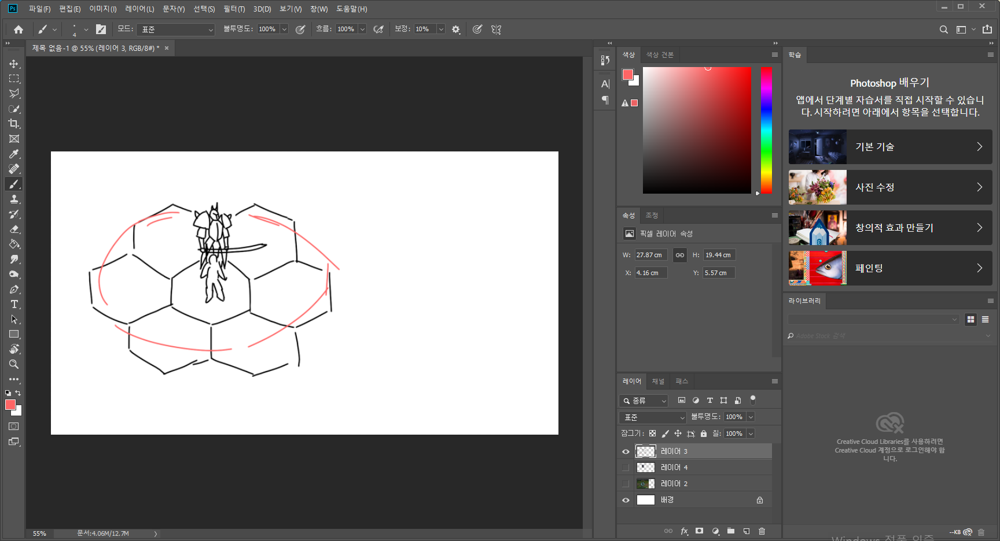 Ps 파일(F) 편집(E) 이미지(I) 레이어(L) 문자(Y) 선택(S) 필터(T) 3D(D) 보기(V) 창(W) 도움말(H)
4 모드: 표준 불투명도: 100% 흐름: 100% 보정: 10%
제목 없음-1 @ 55% (레이어 3, RGB/8#) *
색상 색상 견본
속성 조정
픽셀 레이어 속성
W: 27.87 cm H: 19.44 cm
X: 4.16 cm Y: 5.57 cm
레이어 채널 패스
종류
표준 불투명도: 100%
잠그기: 칠: 100%
레이어 3
레이어 4
레이어 2
배경
fx
학습
Photoshop 배우기
앱에서 단계별 자습서를 직접 시작할 수 있습니
다. 시작하려면 아래에서 항목을 선택합니다.
기본 기술
사진 수정
창의적 효과 만들기
페인팅
라이브러리
Adobe Stock 검색
Creative Cloud Libraries를 사용하려면
Creative Cloud 계정으로 로그인해야 합
니다.
--KB
55% 문서:4.06M/12.7M
Windows 정품 인증